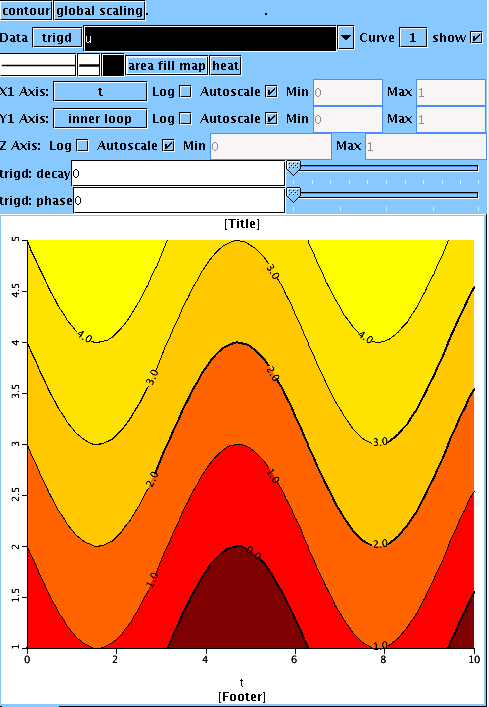 contour global scaling.
Data trigd u Curve 1 show
area fill map heat
X1 Axis: t Log Autoscale Min 0 Max 1
Y1 Axis: inner loop Log Autoscale Min 0 Max 1
Z Axis: Log Autoscale Min 0 Max 1
trigd: decay 0
trigd: phase 0
[Title]
5
4.5
4
3.5
3
2.5
2
1.5
1
4.0
3.0
2.0
1.0
3.0
2.0
1.0
0.0
4.0
3.0
2.0
1.0
0 2 4 6 8 10
t
[Footer]